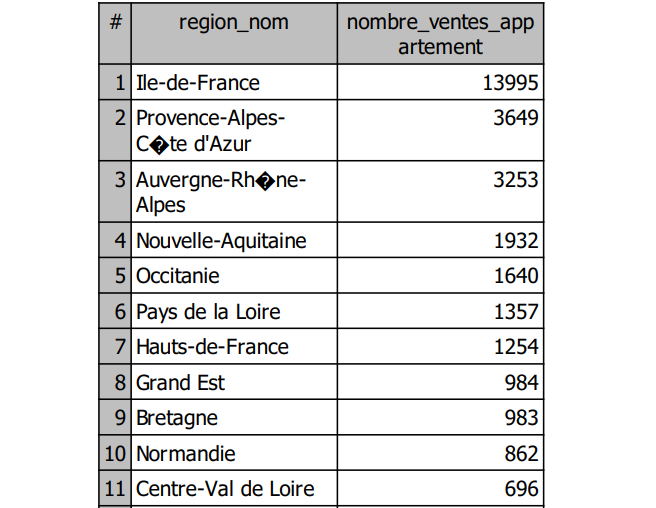 # region_nom nombre_ventes_app
artement
1 Ile-de-France 13995
2 Provence-Alpes- 3649
C�te d'Azur
3 Auvergne-Rh�ne- 3253
Alpes
4 Nouvelle-Aquitaine 1932
5 Occitanie 1640
6 Pays de la Loire 1357
7 Hauts-de-France 1254
8 Grand Est 984
9 Bretagne 983
10 Normandie 862
11 Centre-Val de Loire 696